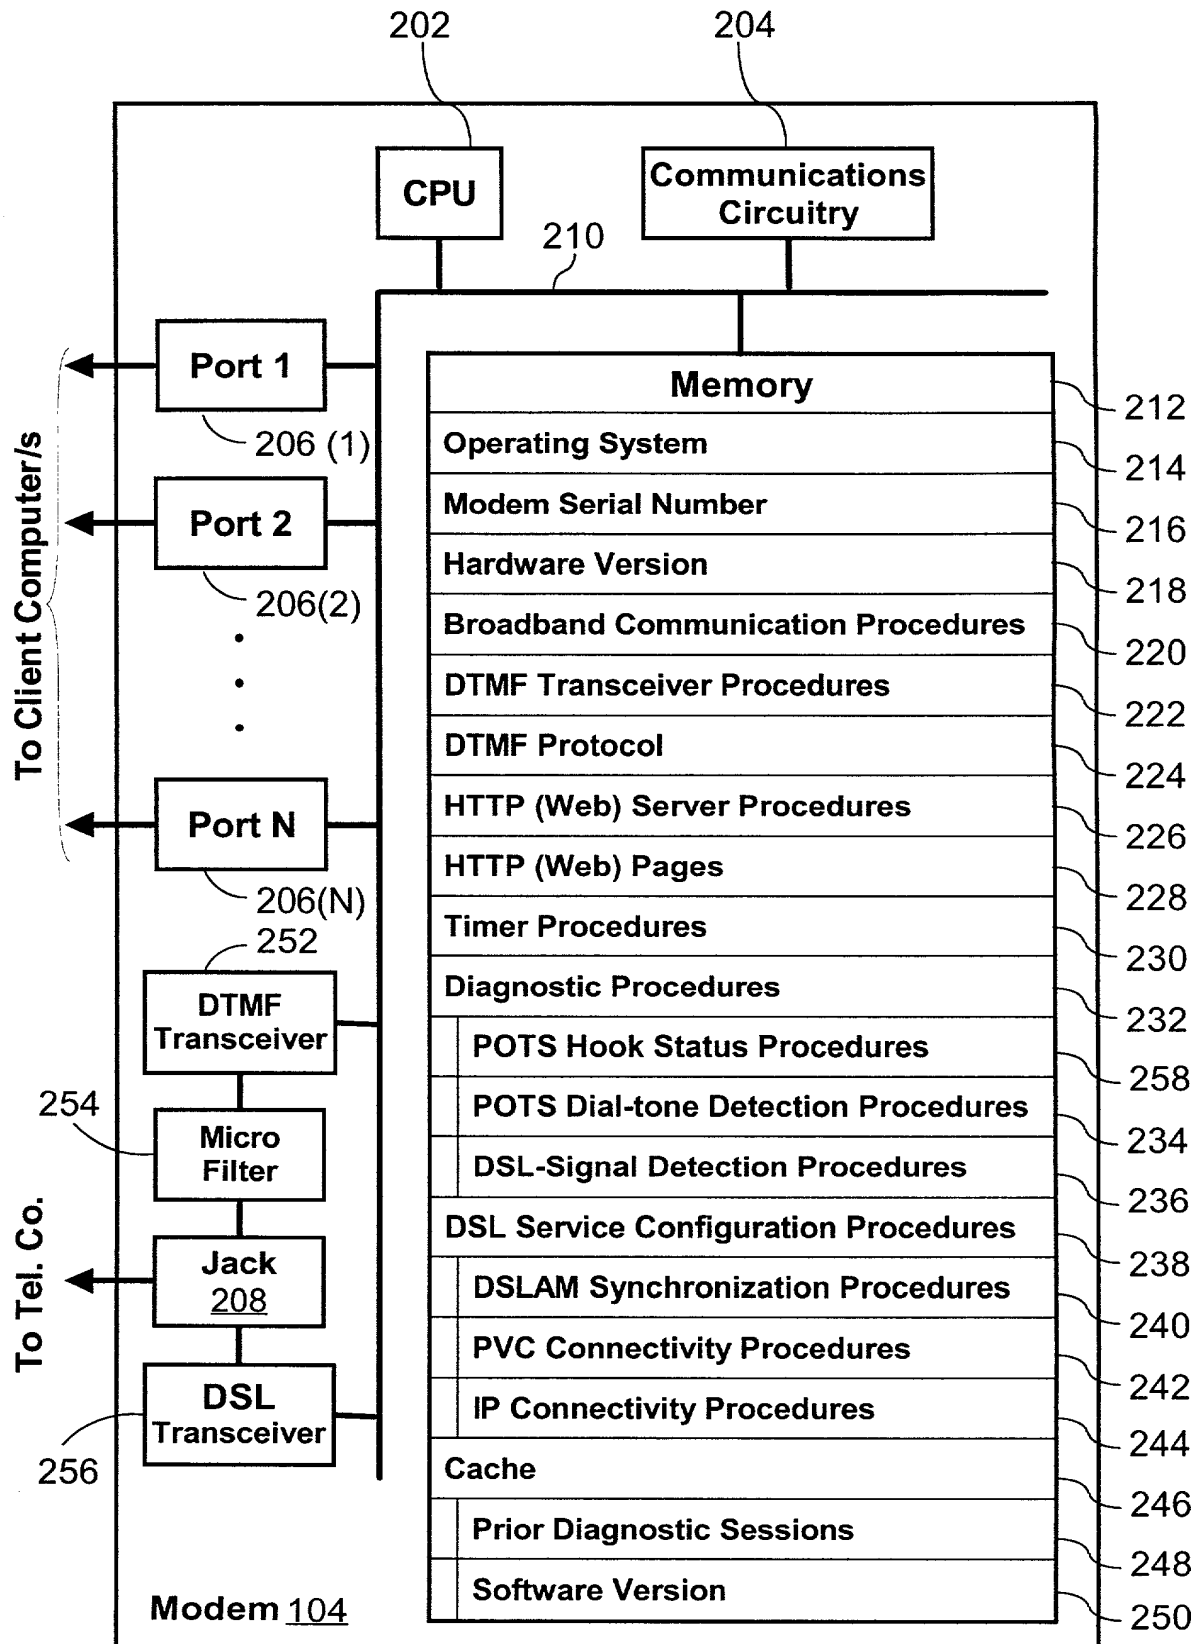 202
204
CPU
Communications
Circuitry
210
Port 1
206 (1)
Port 2
206(2)
Port N
206(N)
To Client Computer/s
252
DTMF
Transceiver
254
Micro
Filter
To Tel. Co.
Jack
208
DSL
Transceiver
256
Modem 104
Memory
212
Operating System
214
Modem Serial Number
216
Hardware Version
218
Broadband Communication Procedures
220
DTMF Transceiver Procedures
222
DTMF Protocol
224
HTTP (Web) Server Procedures
226
HTTP (Web) Pages
228
Timer Procedures
230
Diagnostic Procedures
232
POTS Hook Status Procedures
258
POTS Dial-tone Detection Procedures
234
DSL-Signal Detection Procedures
236
DSL Service Configuration Procedures
238
DSLAM Synchronization Procedures
240
PVC Connectivity Procedures
242
IP Connectivity Procedures
244
Cache
246
Prior Diagnostic Sessions
248
Software Version
250